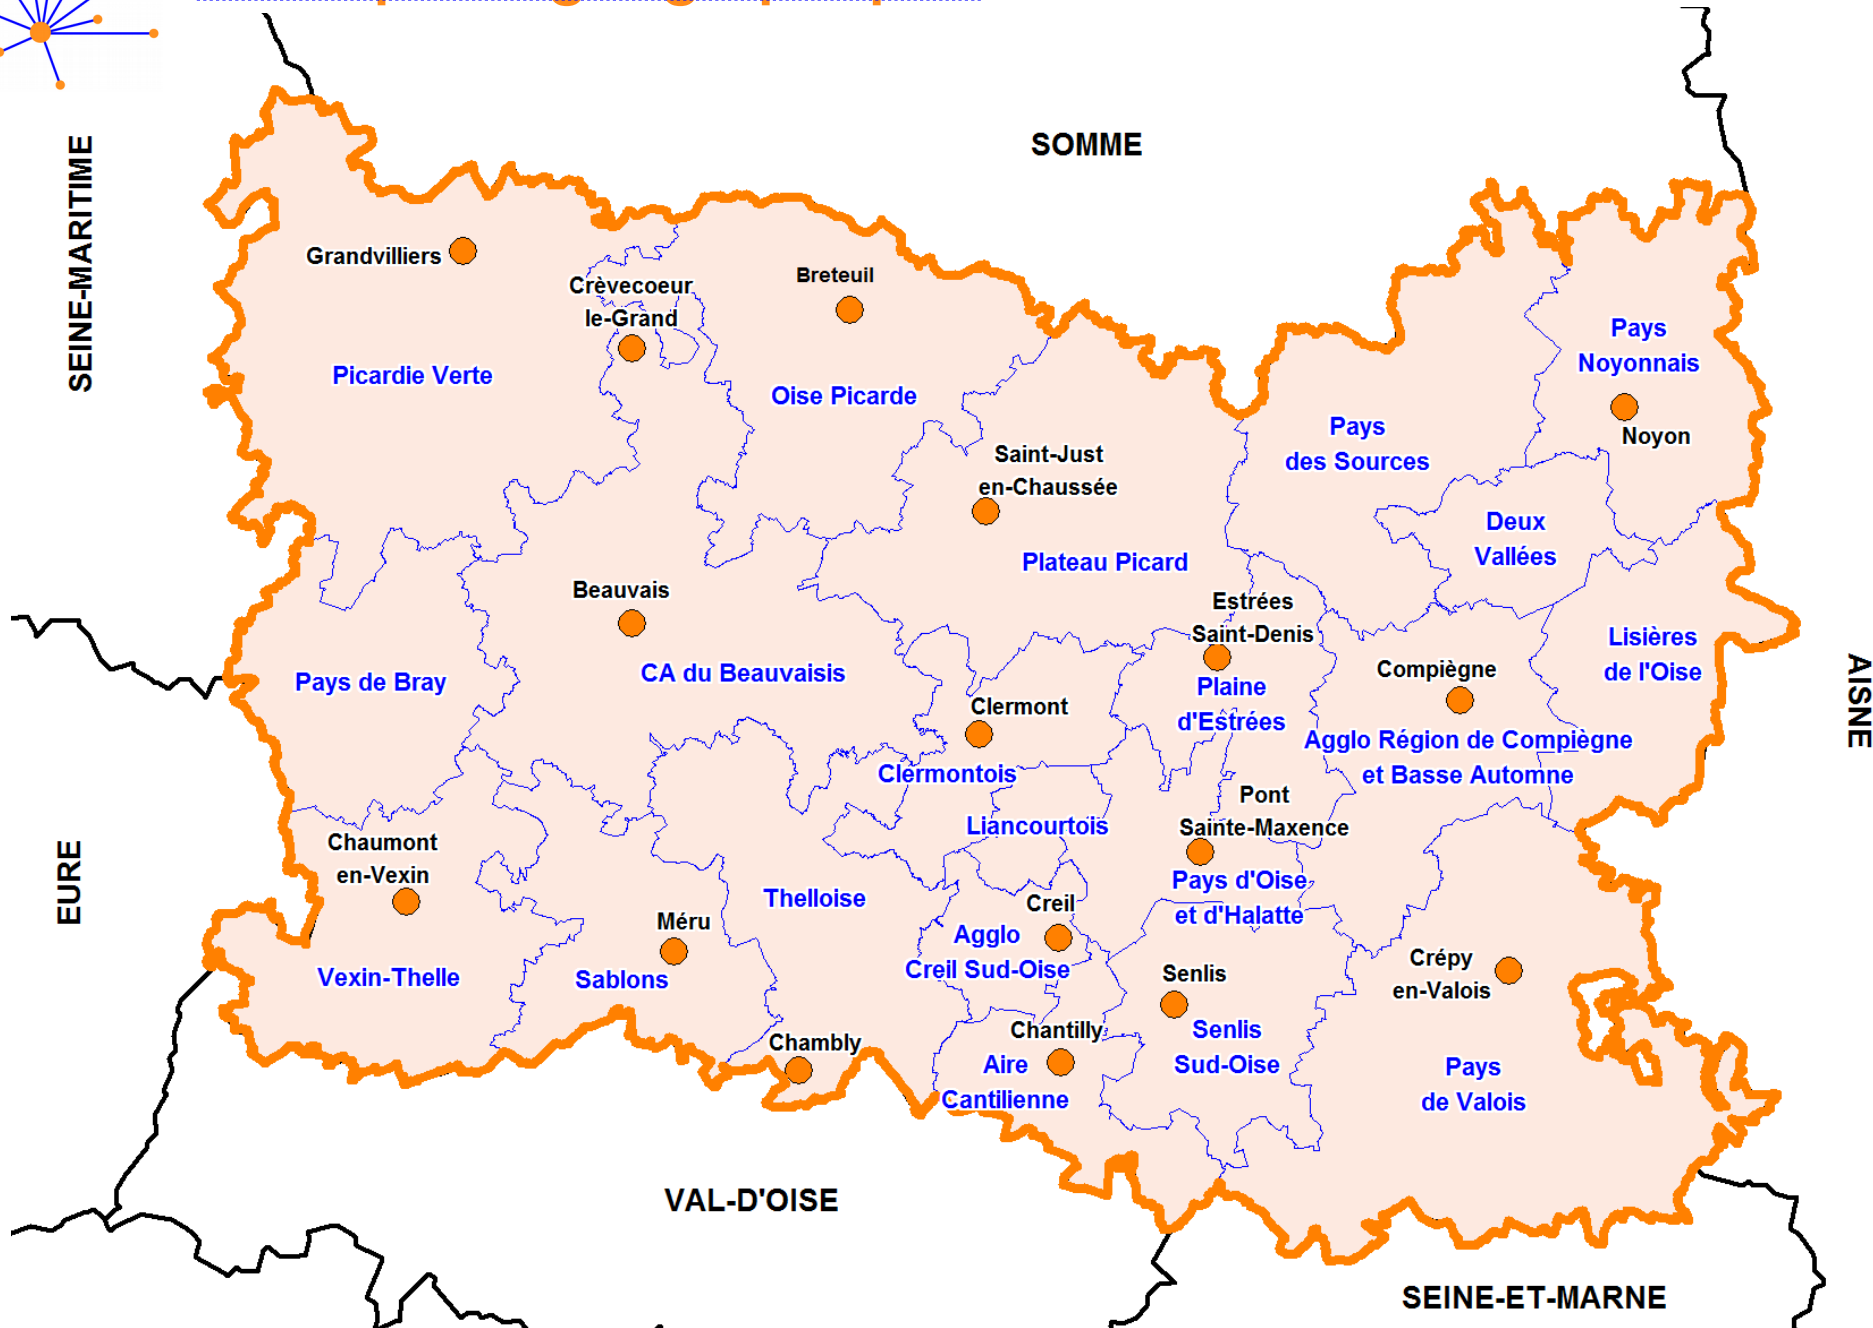 SOMME
SEINE-MARITIME
Grandvilliers
Crèvecoeur
le-Grand
Breteuil
Picardie Verte
Oise Picarde
Pays
Noyonnais
Noyon
Pays
des Sources
Saint-Just
en-Chaussée
Plateau Picard
Deux
Vallées
Beauvais
CA du Beauvaisis
Pays de Bray
Estrées
Saint-Denis
Plaine
d'Estrées
Compiègne
Agglo Région de Compiègne
et Basse Automne
Lisières
de l'Oise
AISNE
Clermont
Clermontois
Liancourtois
Pont
Sainte-Maxence
Pays d'Oise
et d'Halatte
EURE
Chaumont
en-Vexin
Vexin-Thelle
Méru
Sablons
Thelloise
Creil
Agglo
Creil Sud-Oise
Senlis
Senlis
Sud-Oise
Crépy
en-Valois
Pays
de Valois
Chambly
Chantilly
Aire
Cantilienne
VAL-D'OISE
SEINE-ET-MARNE